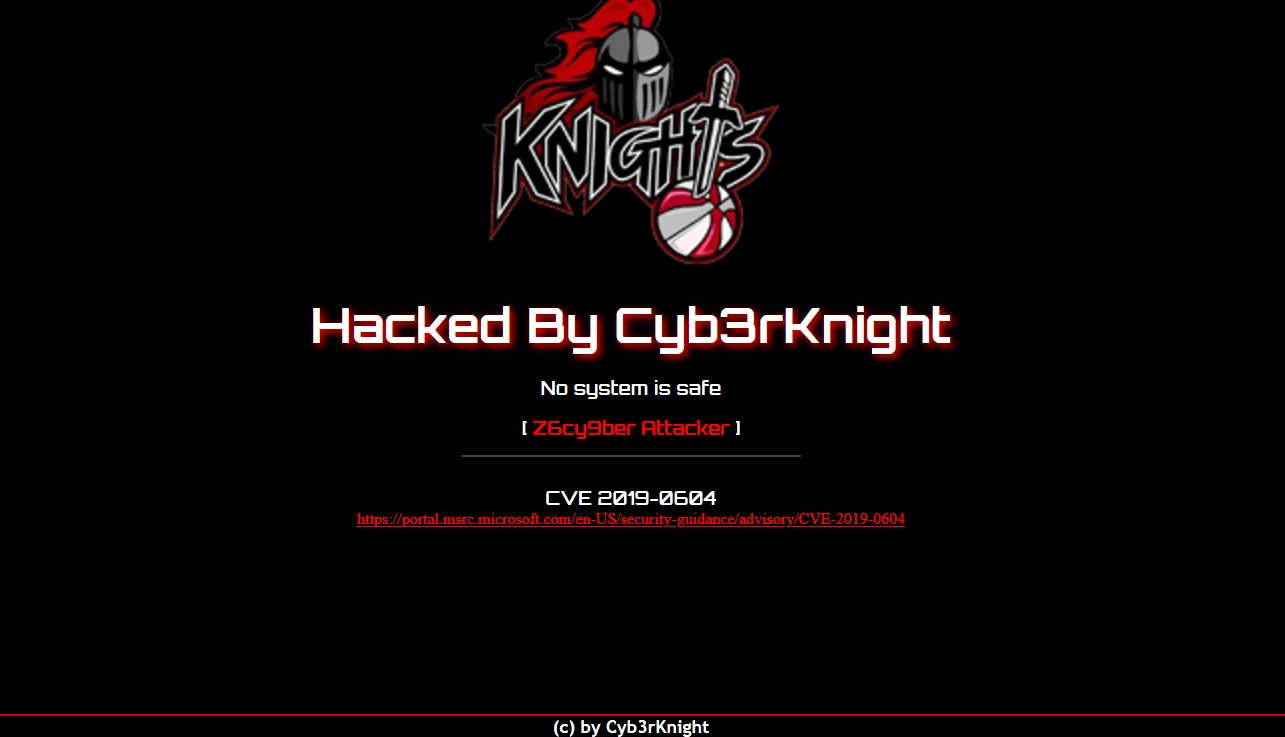 KNIGHTS
Hacked By Cyb3rKnight
No system is safe
[ Z6cy9ber Attacker ]
CVE 2019-0604
https://portal.msrc.microsoft.com/en-US/security-guidance/advisory/CVE-2019-0604
(c) by Cyb3rKnight